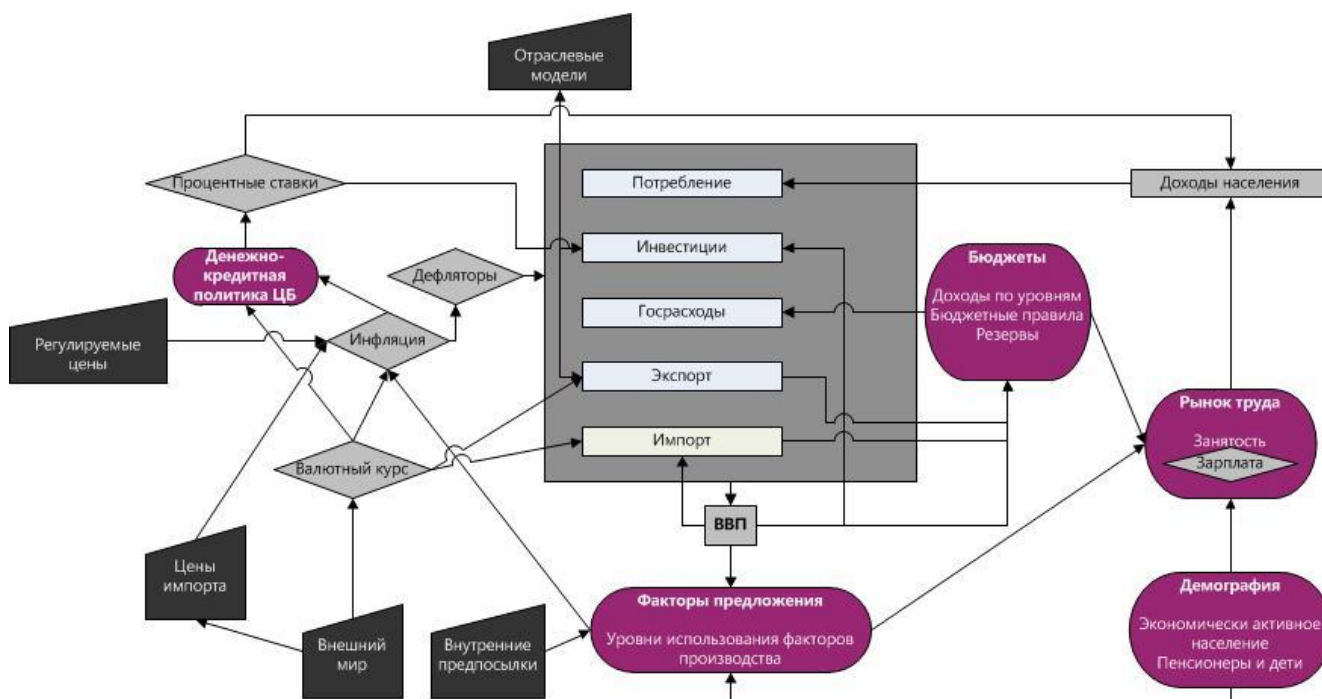 Отраслевые
модели
Процентные ставки
Потребление
Доходы населения
Денежно-
кредитная
политика ЦБ
Дефляторы
Инвестиции
Бюджеты
Доходы по уровням
Бюджетные правила
Резервы
Госрасходы
Регулируемые
цены
Инфляция
Экспорт
Рынок труда
Занятость
Зарплата
Импорт
Валютный курс
ВВП
Цены
импорта
Факторы предложения
Уровни использования факторов
производства
Демография
Экономически активное
население
Пенсионеры и дети
Внешний
мир
Внутренние
предпосылки